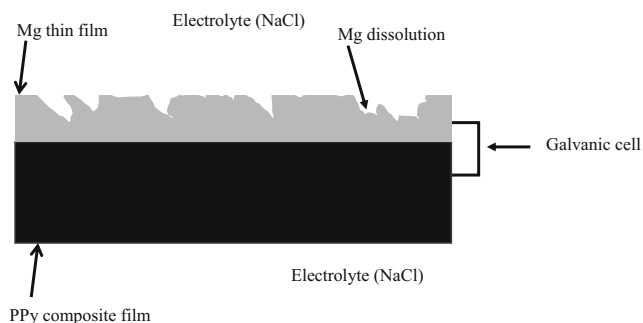 Electrolyte (NaCl)
Mg thin film
Mg dissolution
Galvanic cell
Electrolyte (NaCl)
PPy composite film